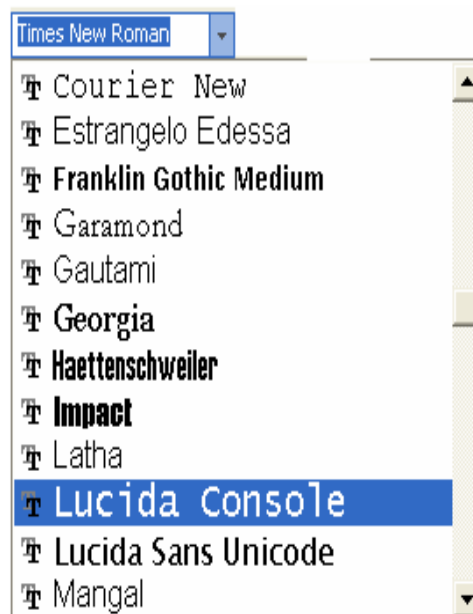 Times New Roman
Courier New
Estrangelo Edessa
Franklin Gothic Medium
Garamond
Gautami
Georgia
Haettenschweiler
Impact
Latha
Lucida Console
Lucida Sans Unicode
Mangal